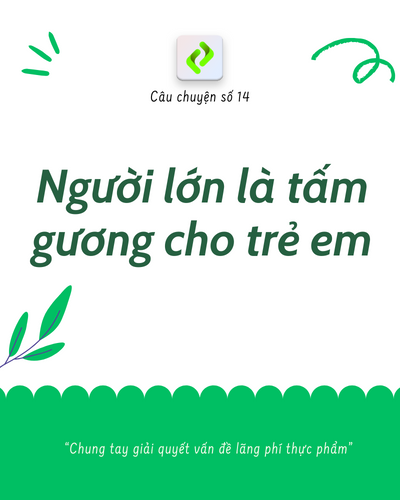 Câu chuyện số 14
Người lớn là tấm
gương cho trẻ em
“Chung tay giải quyết vấn đề lãng phí thực phẩm”